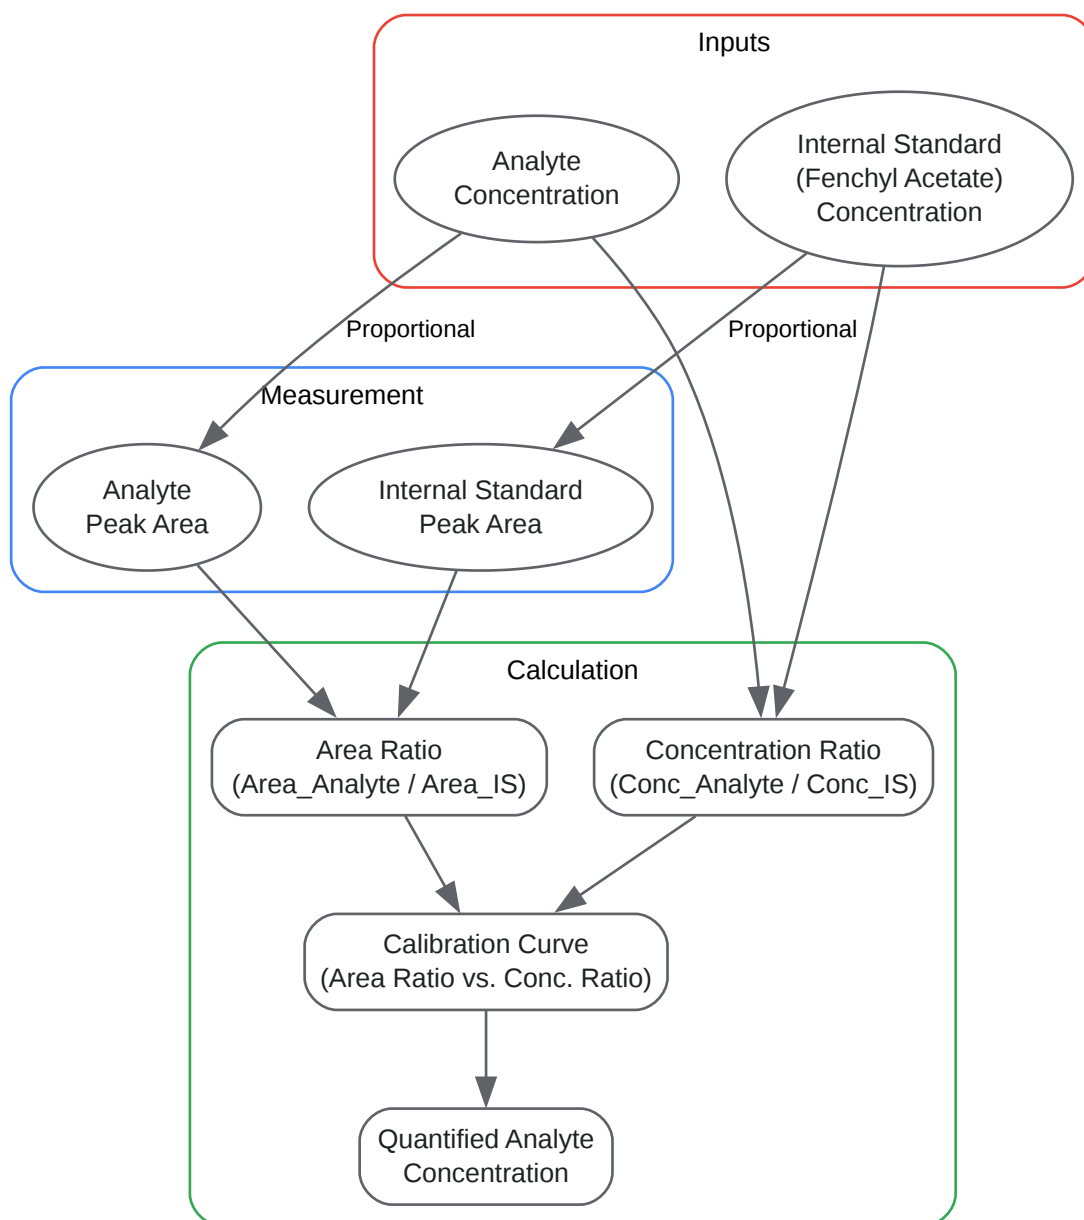 Inputs
Analyte
Concentration
Internal Standard
(Fenchyl Acetate)
Concentration
Proportional
Proportional
Measurement
Analyte
Peak Area
Internal Standard
Peak Area
Calculation
Area Ratio
(Area_Analyte / Area_IS)
Concentration Ratio
(Conc_Analyte / Conc_IS)
Calibration Curve
(Area Ratio vs. Conc. Ratio)
Quantified Analyte
Concentration